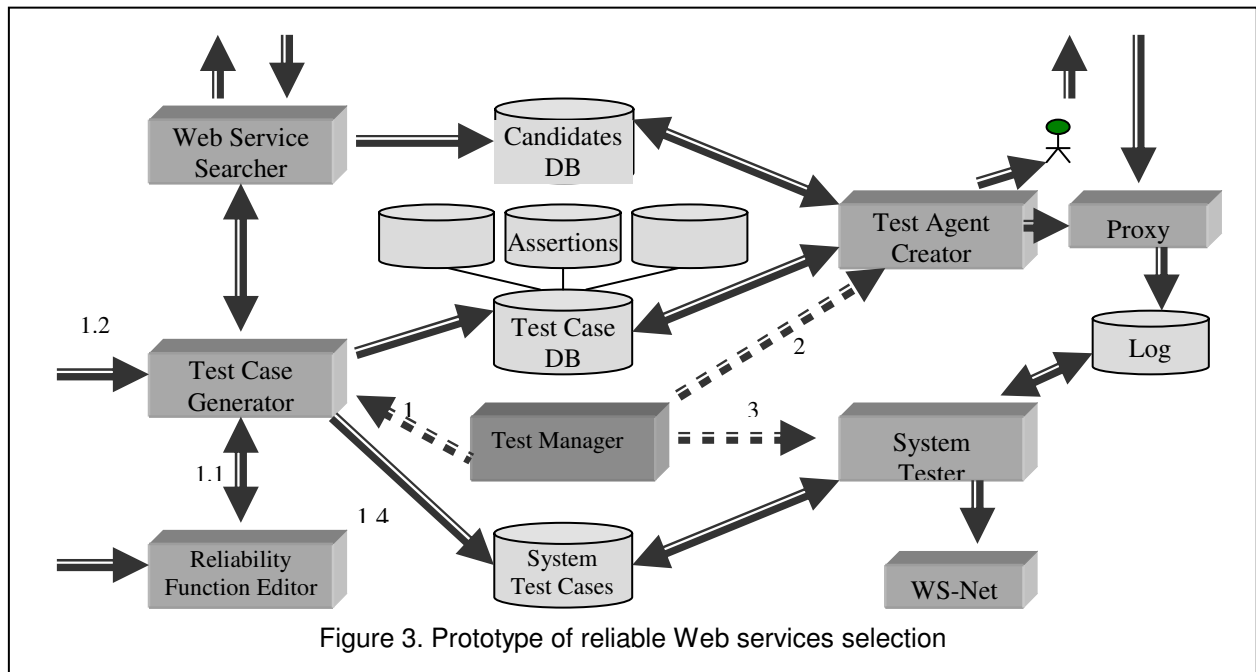 Web Service
Searcher
Candidates
DB
Assertions
Test Agent
Creator
Proxy
1.2
Test Case
DB
2
Log
Test Case
Generator
1
Test Manager
3
System
Tester
1.1
1.4
Reliability
Function Editor
System
Test Cases
WS-Net
Figure 3. Prototype of reliable Web services selection